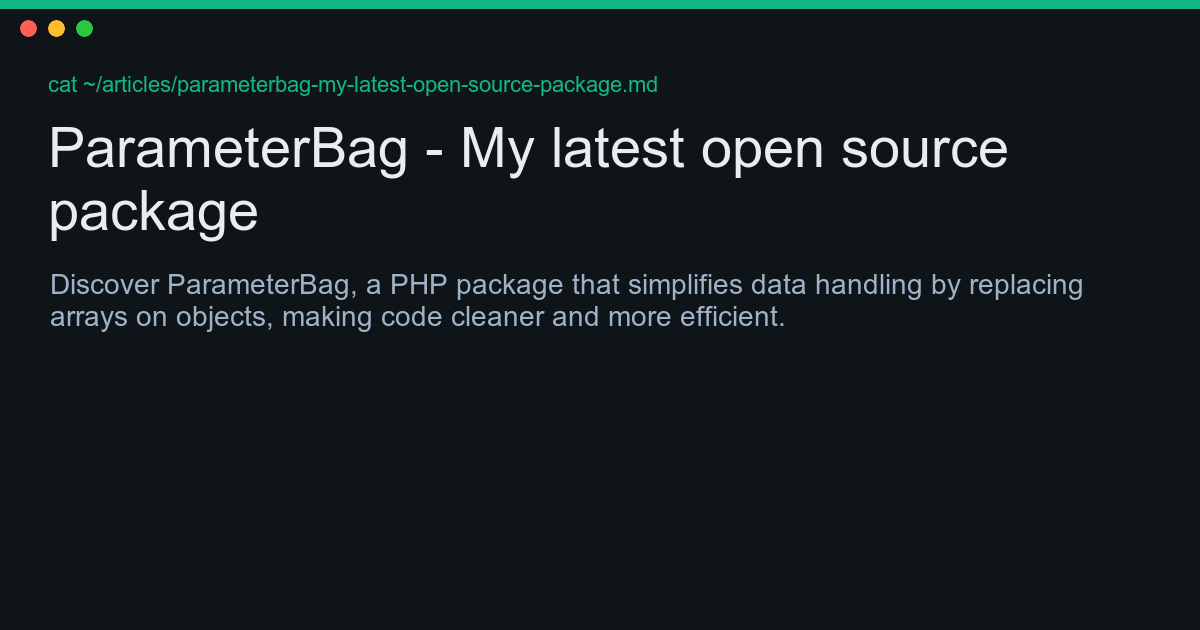 cat ~/articles/parameterbag-my-latest-open-source-package.md
ParameterBag - My latest open source
package
Discover ParameterBag, a PHP package that simplifies data handling by replacing
arrays on objects, making code cleaner and more efficient.